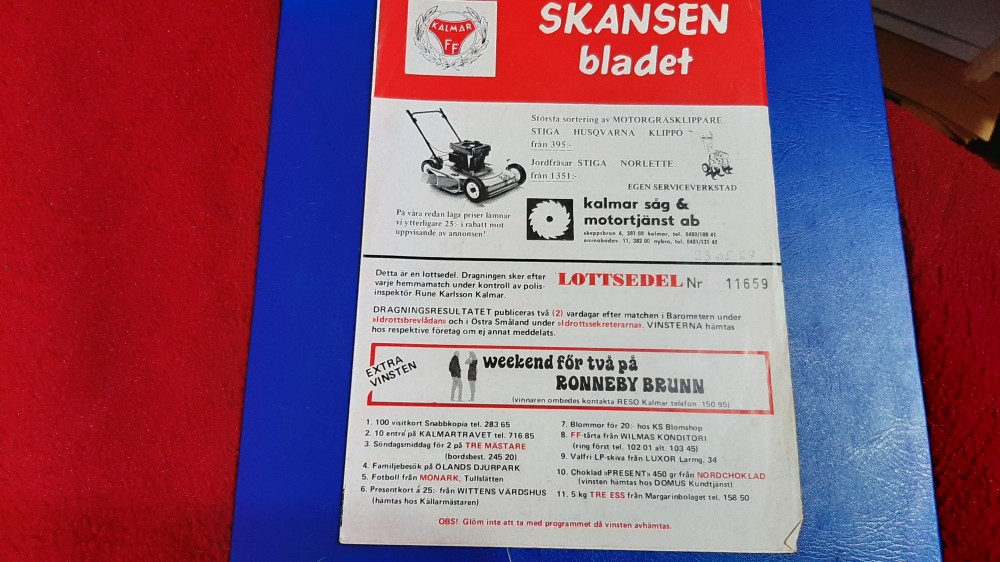 KALMAR
FF
SKANSEN
bladet
Största sortering av MOTORGRÄSKLIPPARE
STIGA HUSQVARNA KLIPPO
från 395:-
Jordfräsar STIGA NORLETTE
från 1351:-
EGEN SERVICEVERKSTAD
På våra redan låga priser lämnar
vi ytterligare 25:- i rabatt mot
uppvisande av annonsen!
kalmar såg &
motortjänst ab
skeppsbron 6, 381 00 kalmar, tel. 0480/188 41
Detta är en lottsedel. Dragningen sker efter
varje hemmamatch under kontroll av polis-
inspektör Rune Karlsson Kalmar.
LOTTSEDEL Nr 11659
DRAGNINGSRESULTATET publiceras två (2) vardagar efter matchen i Barometern under
»Idrottsbrevlådan» och i Östra Småland under »Idrottssekreterarna». VINSTERNA hämtas
hos respektive företag om ej annat meddelats.
EXTRA
VINSTEN
weekend för två på
RONNEBY BRUNN
(vinnaren ombedes kontakta RESO Kalmar telefon. 150 95)
1. 100 visitkort Snabbkopia tel. 283 65
2. 10 entré på KALMARTRAVET tel. 716 85
3. Söndagsmiddag för 2 på TRE MÄSTARE
(bordsbest. 245 20)
4. Familjebesök på ÖLANDS DJURPARK
5. Fotboll från MONARK, Tullslätten
6. Presentkort å 25:- från WITTENS VÄRDSHUS
(hämtas hos Källarmästaren)
7. Blommor för 20:- hos KS Blomshop
8. FF-tårta från WILMAS KONDITORI
(ring först tel. 102 01 alt. 103 45)
9. Valfri LP-skiva från LUXOR Larmg. 34
10. Choklad »PRESENT» 450 gr från NORDCHOKLAD
(vinsten hämtas hos DOMUS Kundtjänst)
11. 5 kg TRE ESS från Margarinbolaget tel. 158 50
OBS! Glöm inte att ta med programmet då vinsten avhämtas.